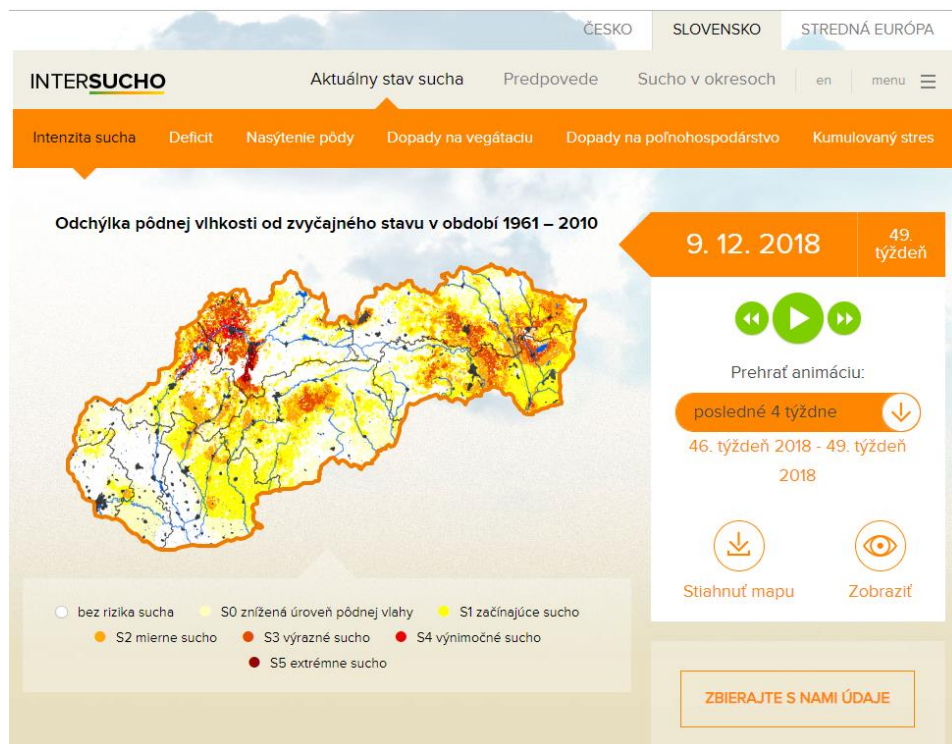 ČESKO
SLOVENSKO
STREDNÁ EURÓPA
INTERSUCHO
Aktuálny stav sucha
Predpovede
Sucho v okresoch
en
menu
Intenzita sucha
Deficit
Nasýtenie pôdy
Dopady na vegátaciu
Dopady na poľnohospodárstvo
Kumulovaný stres
Odchýlka pôdnej vlhkosti od zvyčajného stavu v období 1961 – 2010
9. 12. 2018
49.
týždeň
Prehrať animáciu:
posledné 4 týždne
46. týždeň 2018 - 49. týždeň
2018
Stiahnuť mapu
Zobraziť
bez rizika sucha
S0 znížená úroveň pôdnej vlahy
S1 začínajúce sucho
S2 mierne sucho
S3 výrazné sucho
S4 výnimočné sucho
S5 extrémne sucho
ZBIERAJTE S NAMI ÚDAJE